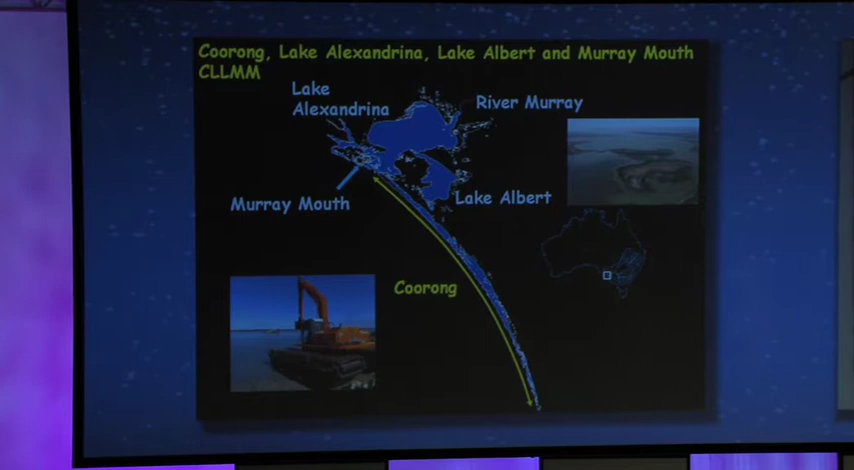 Coorong, Lake Alexandrina, Lake Albert and Murray Mouth
CLLMM
Lake
Alexandrina
River Murray
Lake Albert
Murray Mouth
Coorong